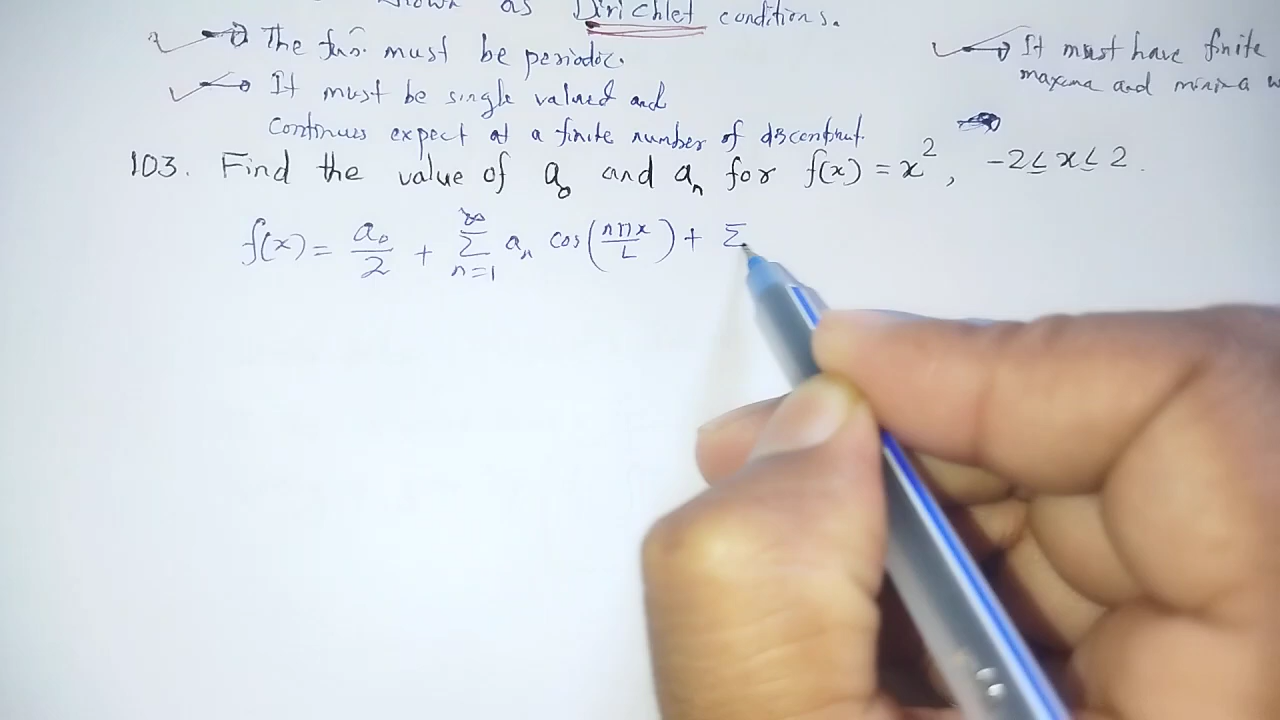 known as Dirichlet conditions.
The fun. must be periodoc.
It must be single valued and
Continues expect at a finite number of discontinut.
It must have finite
maxima and minima w
103. Find the value of a₀ and aₙ for f(x) = x², -2 ≤ x ≤ 2.
f(x) = a₀/2 + ∑_{n=1}^{∞} aₙ cos(nπx/L) + Σ